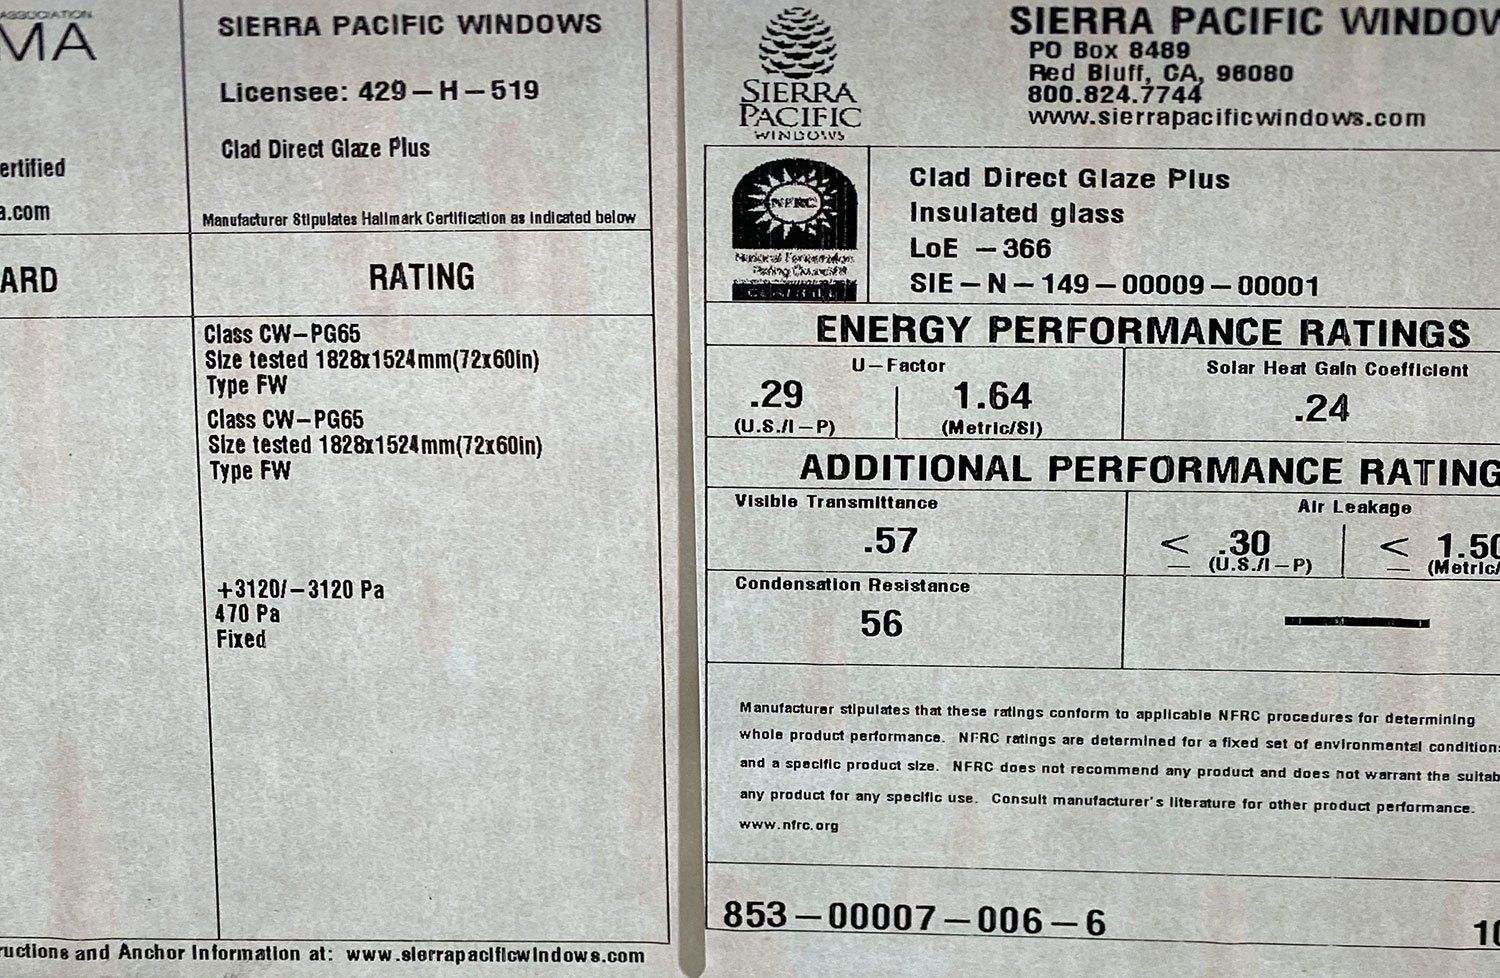 ASSOCIATION
MA
ertified
a.com
ARD
SIERRA PACIFIC WINDOWS
Licensee: 429-H-519
Clad Direct Glaze Plus
Manufacturer Stipulates Hallmark Certification as indicated below
RATING
Class CW-PG65
Size tested 1828x1524mm(72x60in)
Type FW
Class CW-PG65
Size tested 1828x1524mm(72x60in)
Type FW
+3120/-3120 Pa
470 Pa
Fixed
ructions and Anchor Information at: www.sierrapacificwindows.com
SIERRA
PACIFIC
WINDOWS
SIERRA PACIFIC WINDOW
PO Box 8489
Red Bluff, CA, 96080
800.824.7744
www.sierrapacificwindows.com
NFRC
National Fenestration
Rating Council®
Clad Direct Glaze Plus
Insulated glass
LoE -366
SIE-N-149-00009-00001
ENERGY PERFORMANCE RATINGS
U-Factor
.29
(U.S./I-P)
1.64
(Metric/SI)
Solar Heat Gain Coefficient
.24
ADDITIONAL PERFORMANCE RATING
Visible Transmittance
.57
Air Leakage
≤ .30
(U.S./I-P)
≤ 1.50
(Metric/
Condensation Resistance
56
Manufacturer stipulates that these ratings conform to applicable NFRC procedures for determining
whole product performance. NFRC ratings are determined for a fixed set of environmental condition
and a specific product size. NFRC does not recommend any product and does not warrant the suitab
any product for any specific use. Consult manufacturer's literature for other product performance.
www.nfrc.org
853-00007-006-6
10